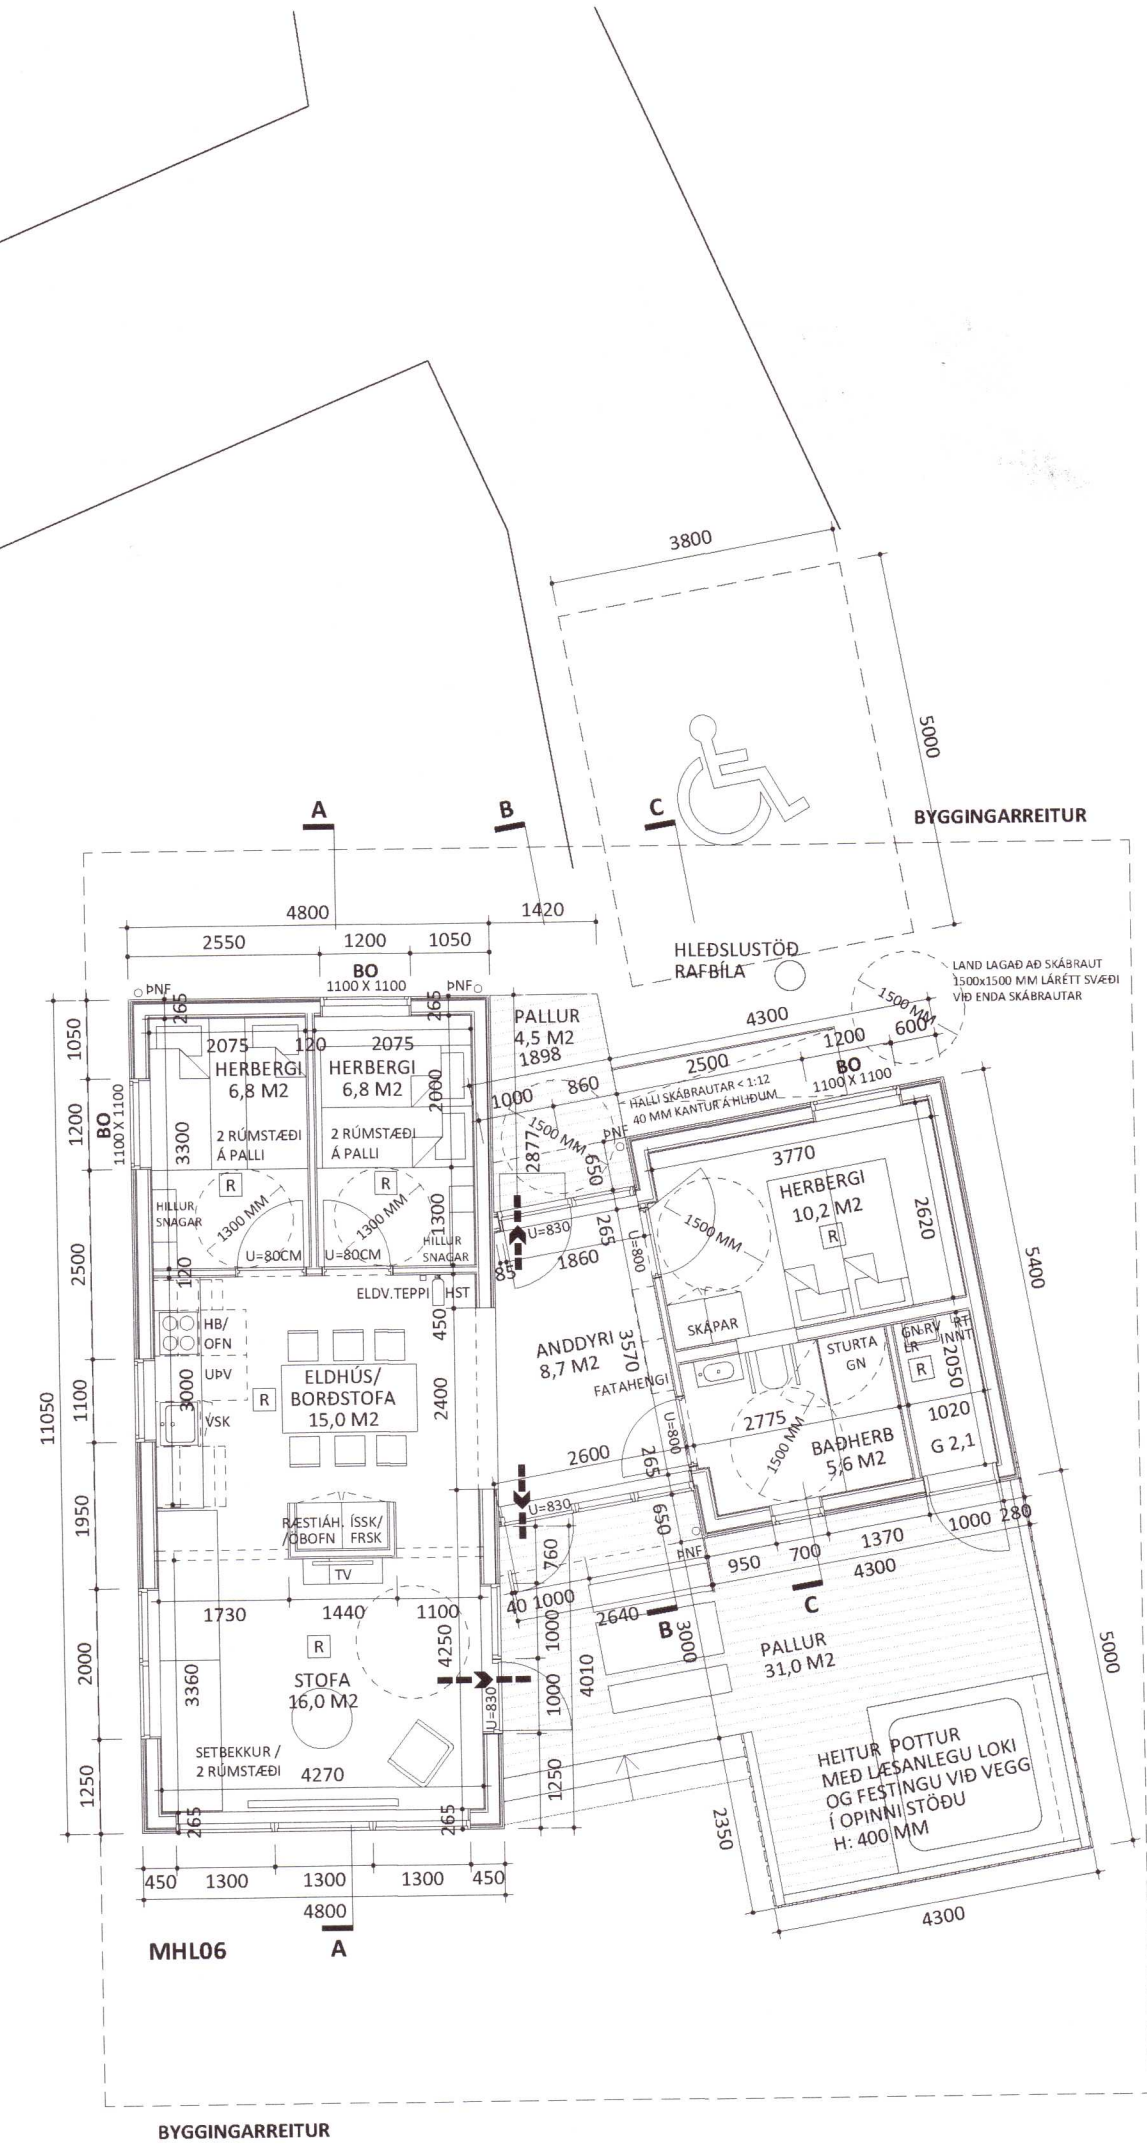 3800
5000
A
B
C
BYGGINGARREITUR
4800
1420
2550
1200
1050
BO
1100 X 1100
ÞNF
ÞNF
265
265
HLEÐSLUSTÖÐ
RAFBÍLA
LAND LAGAÐ AÐ SKÁBRAUT
1500x1500 MM LÁRÉTT SVÆÐI
VIÐ ENDA SKÁBRAUTAR
1500 MM
4300
2500
1200
600
BO
1100 X 1100
HALLI SKÁBRAUTAR < 1:12
40 MM KANTUR Á HLIÐUM
PALLUR
4,5 M2
1898
1000
860
1500 MM
2877
650
ÞNF
1050
1200
BO
1100 X 1100
2500
1100
1950
2000
1250
11050
2075
120
2075
HERBERGI
6,8 M2
HERBERGI
6,8 M2
2000
3300
2 RÚMSTÆÐI
Á PALLI
2 RÚMSTÆÐI
Á PALLI
R
R
HILLUR
SNAGAR
1300 MM
1300 MM
1300
HILLUR
SNAGAR
U=80CM
U=80CM
120
U=830
265
1860
85
U=800
3770
HERBERGI
10,2 M2
R
1500 MM
2620
5400
SKÁPAR
ELDV.TEPPI
HST
450
HB/
OFN
UÞV
3000
VSK
R
ELDHÚS/
BORÐSTOFA
15,0 M2
2400
ANDDYRI
8,7 M2
3570
FATAHENGI
STURTA
GN
GN
RV
LR
RT
INNT
R
2050
1020
G 2,1
2775
1500 MM
BAÐHERB
5,6 M2
U=800
265
2600
U=830
650
ÞNF
RÆSTIÁH.
/ÖBOFN
ÍSSK/
FRSK
TV
760
40
1000
2640
B
3000
950
700
1370
1000
280
4300
C
1730
1440
1100
R
4250
1000
4010
STOFA
16,0 M2
3360
U=830
1000
PALLUR
31,0 M2
5000
SETBEKKUR /
2 RÚMSTÆÐI
4270
1250
265
265
HEITUR POTTUR
MEÐ LÆSANLEGU LOKI
OG FESTINGU VIÐ VEGG
Í OPINNI STÖÐU
H: 400 MM
2350
4300
450
1300
1300
1300
450
4800
A
MHL06
BYGGINGARREITUR